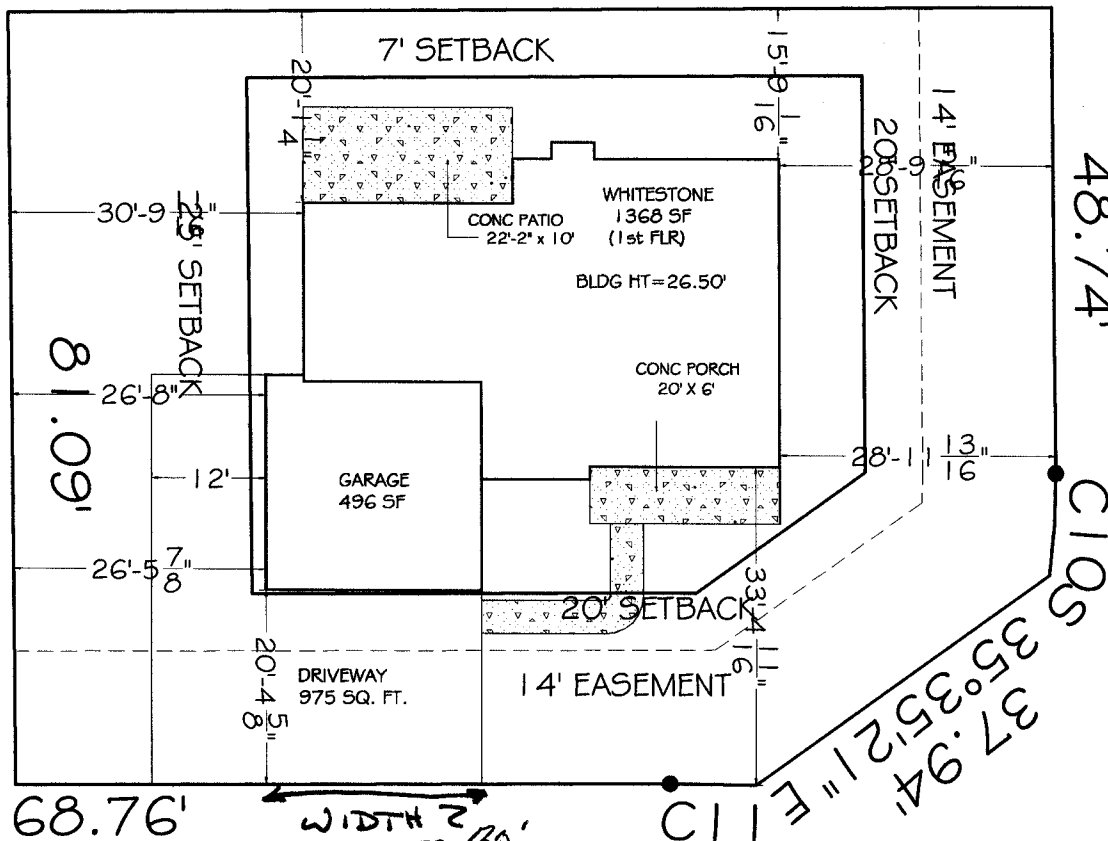 7' SETBACK
20'-1/4"
15'-9 1/16"
14' EASEMENT
20' SETBACK
48.74'
30'-9
25' SETBACK
CONC PATIO
22'-2" x 10'
WHITESTONE
1368 SF
(1st FLR)
BLDG HT=26.50'
81.09'
26'-8"
12'
26'-5 7/8"
GARAGE
496 SF
CONC PORCH
20' X 6'
28'-11 13/16"
C10
S 35°35'21" E
37.94'
20' SETBACK
33'-4 11/16"
14' EASEMENT
20'-4 5/8"
DRIVEWAY
975 SQ. FT.
68.76'
WIDTH
C11